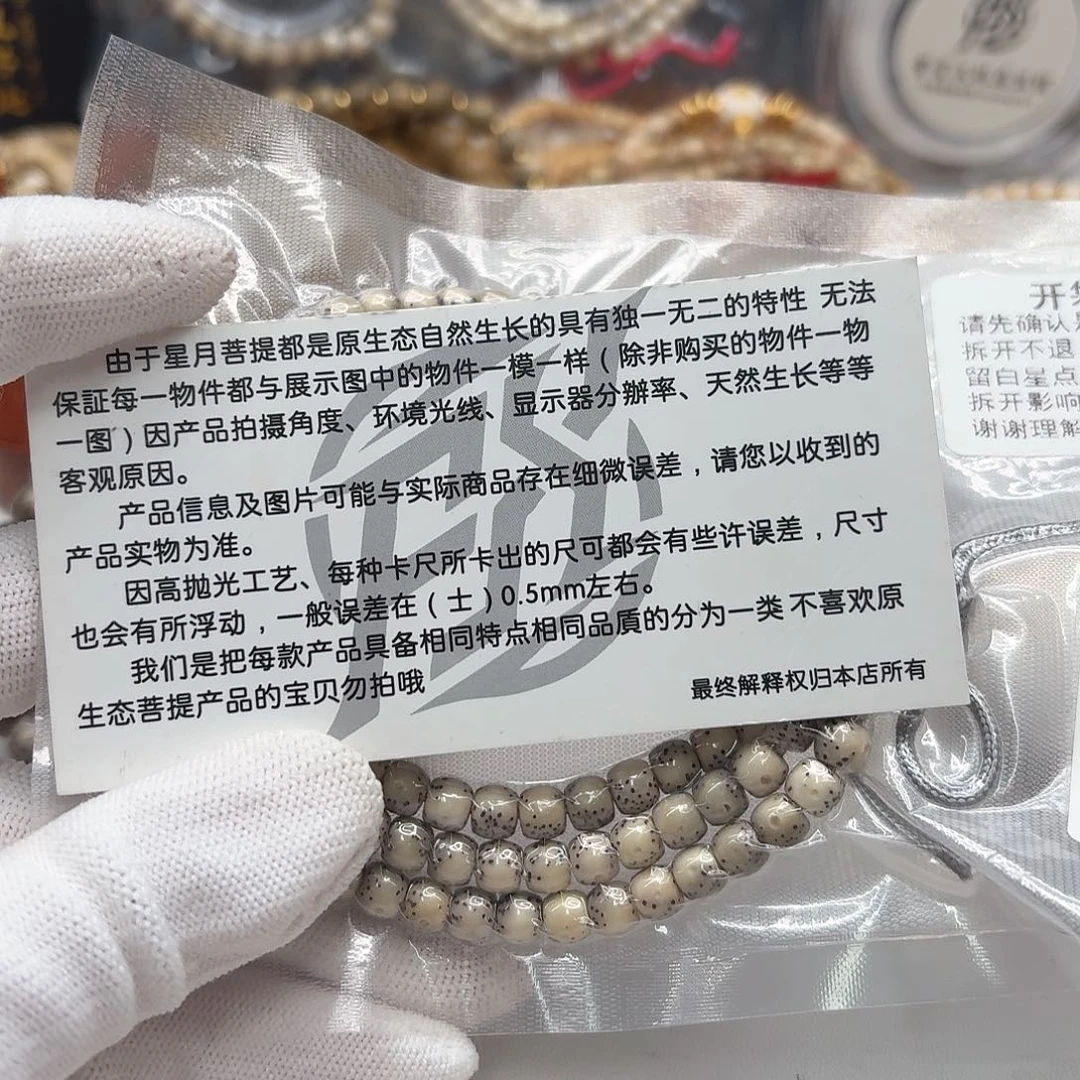 由于星月菩提都是原生态自然生长的具有独一无二的特性 无法
保証每一物件都与展示图中的物件一模一样（除非购买的物件一物
一图）因产品拍摄角度、环境光线、显示器分辦率、天然生长等等
客观原因。
产品信息及图片可能与实际商品存在细微误差，请您以收到的
产品实物为准。
因高抛光工艺、每种卡尺所卡出的尺可都会有些许误差，尺寸
也会有所浮动，一般误差在（士）0.5mm左右。
我们是把每款产品具备相同特点相同品質的分为一类 不喜欢原
生态菩提产品的宝贝勿拍哦
最终解释权归本店所有
开
请先确认
拆开不退
留白星点
拆开影响
谢谢理解